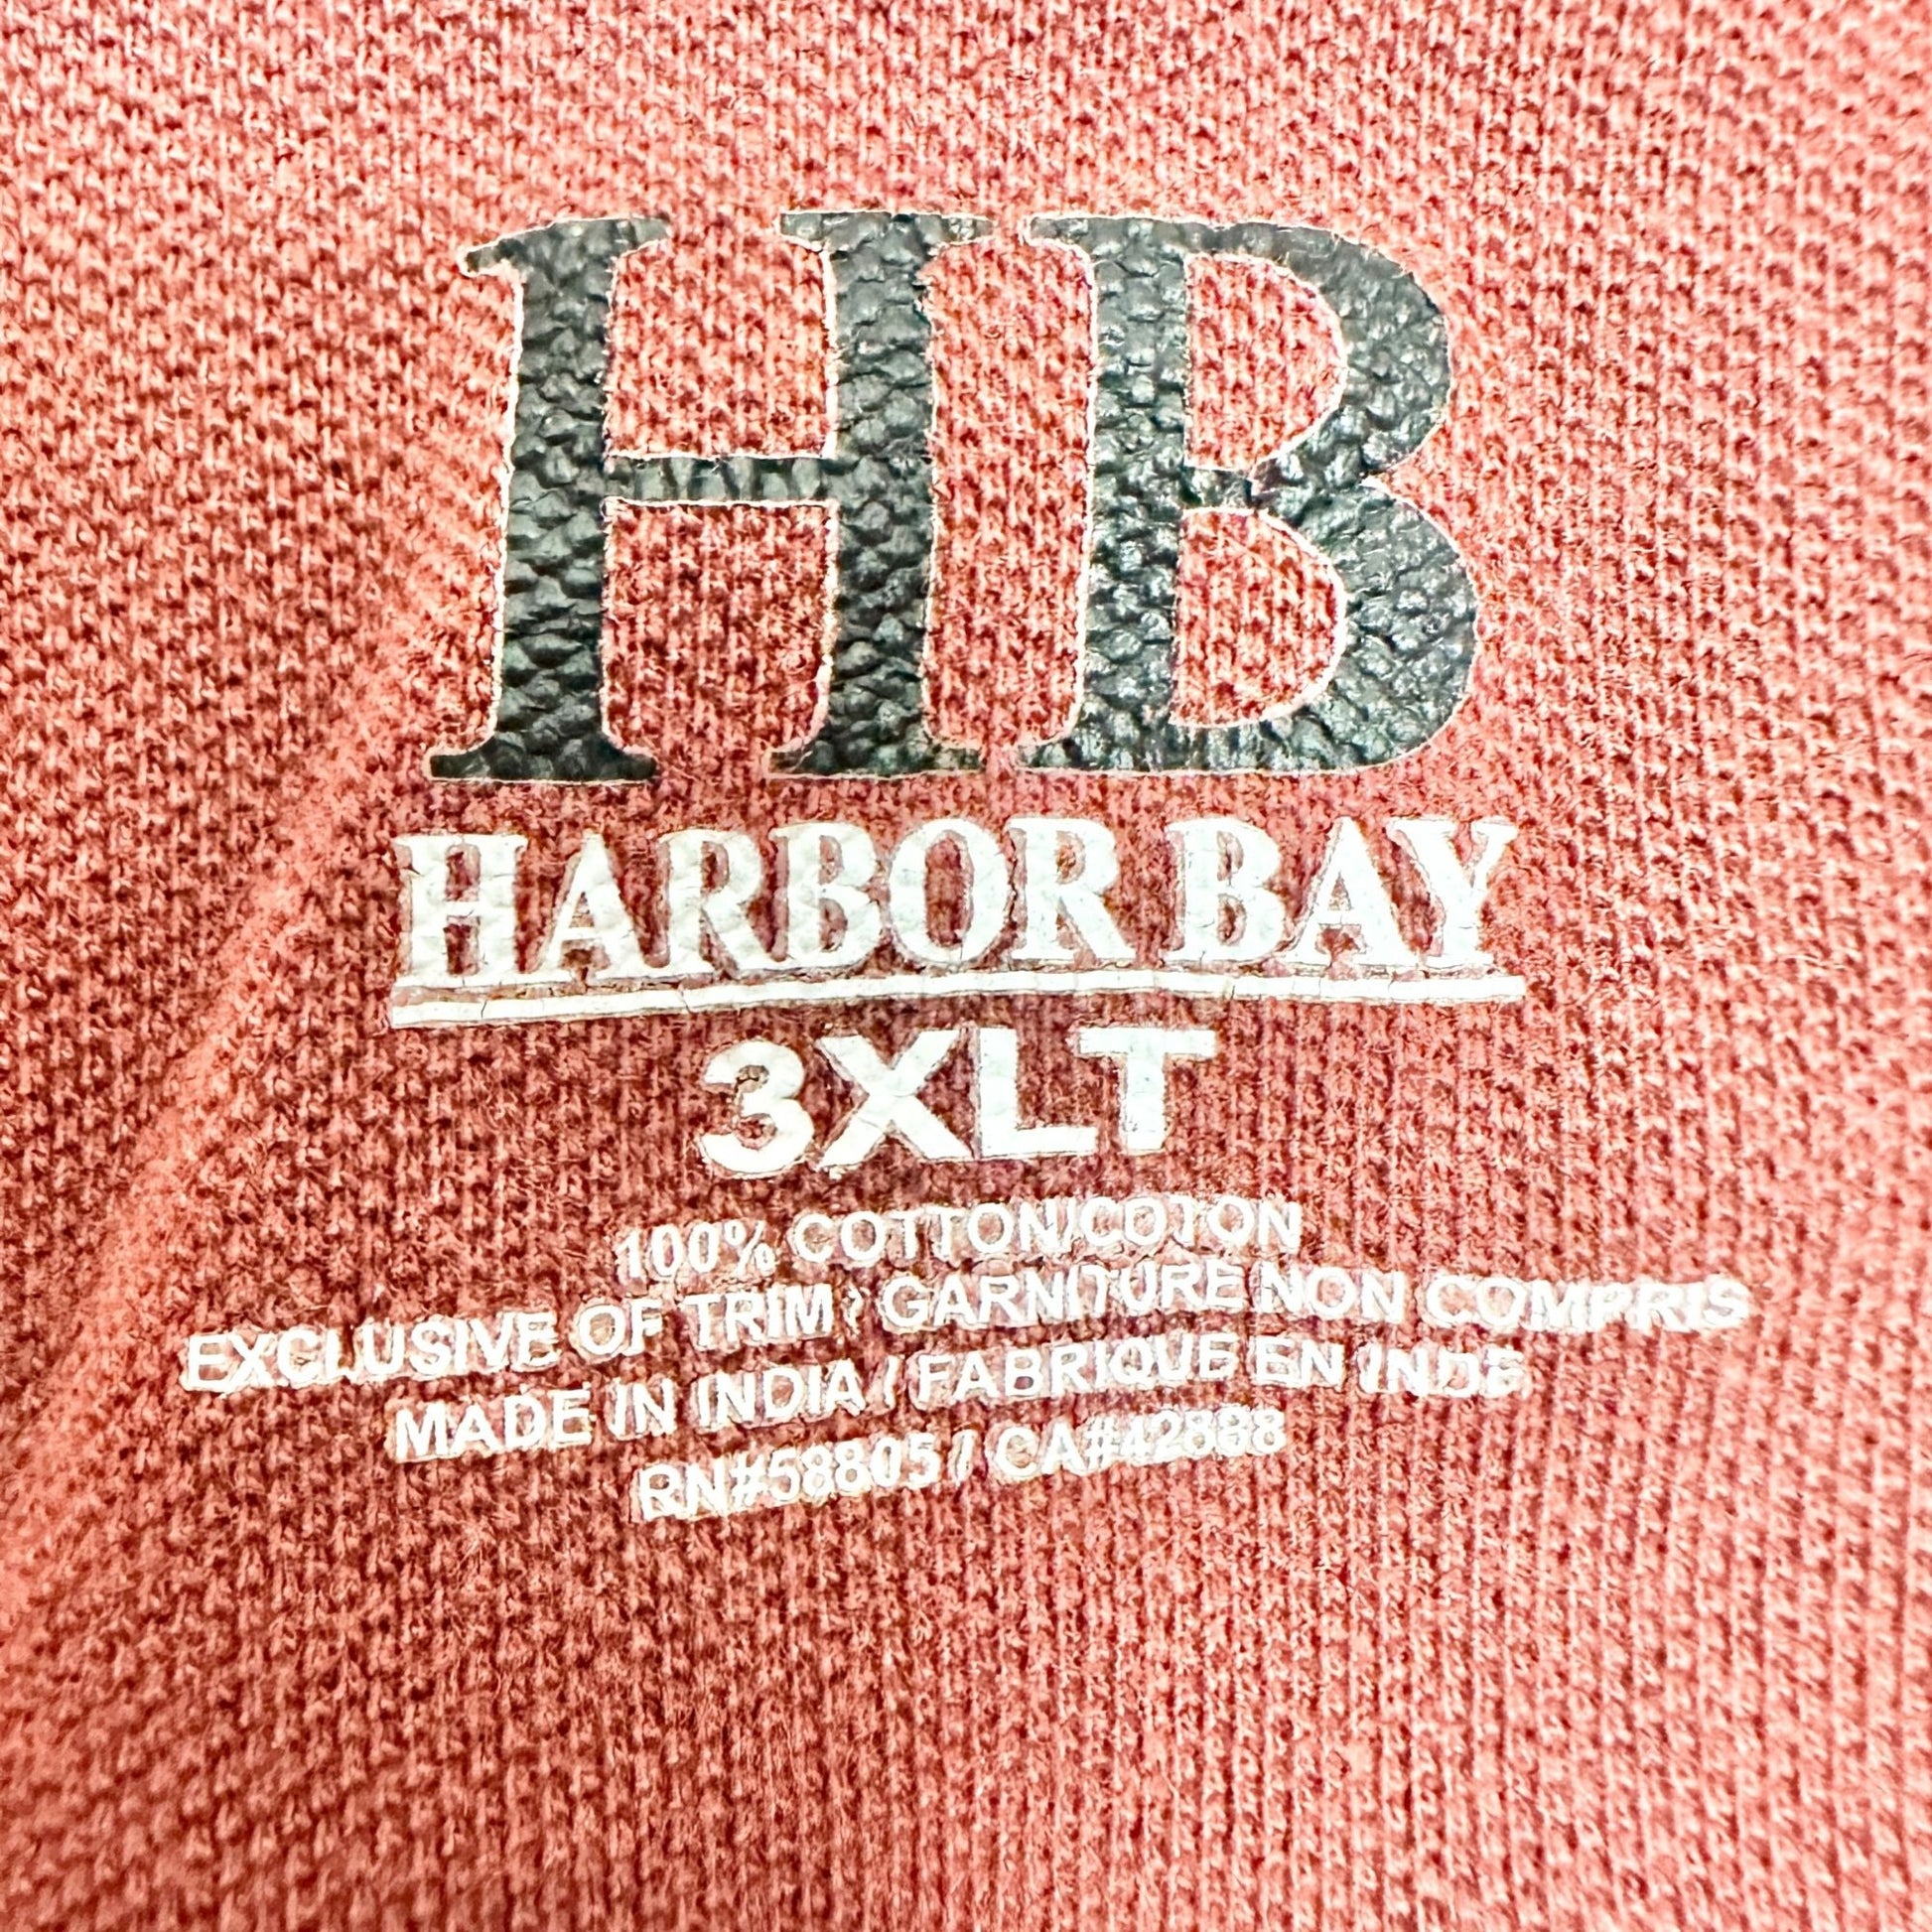 HB
HARBOR BAY
3XLT
100% COTTON/COTON
EXCLUSIVE OF TRIM / GARNITURE NON COMPRIS
MADE IN INDIA / FABRIQUE EN INDE
RN#58805 / CA#42888